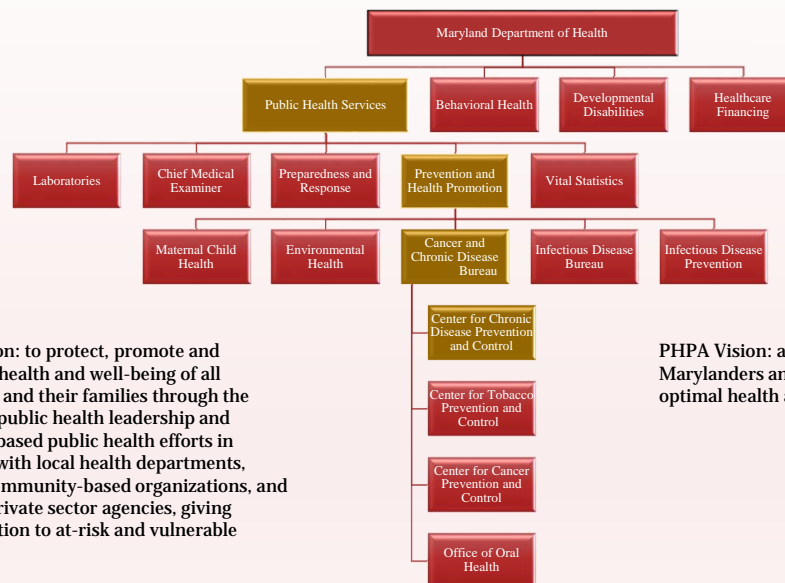 Maryland Department of Health
Public Health Services
Behavioral Health
Developmental
Disabilities
Healthcare
Financing
Laboratories
Chief Medical
Examiner
Preparedness and
Response
Prevention and
Health Promotion
Vital Statistics
Maternal Child
Health
Environmental
Health
Cancer and
Chronic Disease
Bureau
Infectious Disease
Bureau
Infectious Disease
Prevention
Center for Chronic
Disease Prevention
and Control
Center for Tobacco
Prevention and
Control
Center for Cancer
Prevention and
Control
Office of Oral
Health
to protect, promote and
health and well-being of all
and their families through the
public health leadership and
based public health efforts in
with local health departments,
community-based organizations, and
private sector agencies, giving
to at-risk and vulnerable
PHPA Vision:
Marylanders
optimal health